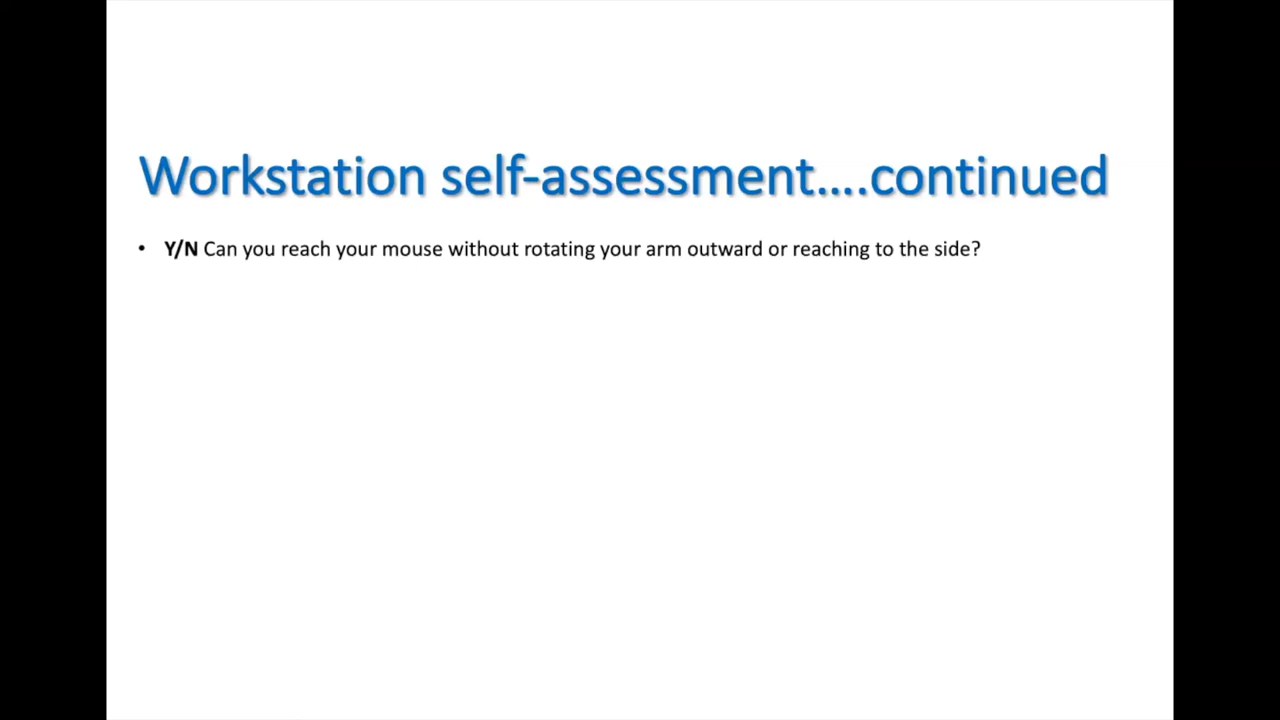 Workstation self-assessment….continued
• Y/N Can you reach your mouse without rotating your arm outward or reaching to the side?